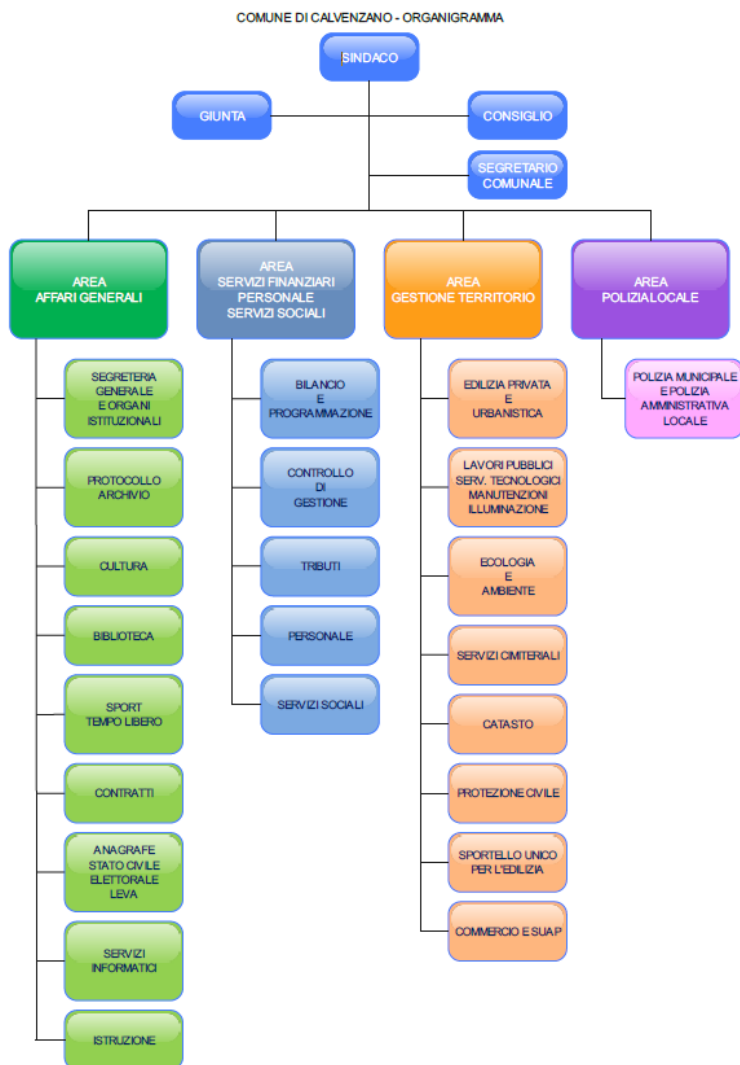 COMUNE DI CALVENZANO - ORGANIGRAMMA
SINDACO
GIUNTA
CONSIGLIO
SEGRETARIO
COMUNALE
AREA
AFFARI GENERALI
AREA
SERVIZI FINANZIARI
PERSONALE
SERVIZI SOCIALI
AREA
GESTIONE TERRITORIO
AREA
POLIZIA LOCALE
SEGRETERIA
GENERALE
E ORGANI
ISTITUZIONALI
PROTOCOLLO
ARCHIVIO
CULTURA
BIBLIOTECA
SPORT
TEMPO LIBERO
CONTRATTI
ANAGRAFE
STATO CIVILE
ELETTORALE
LEVA
SERVIZI
INFORMATICI
ISTRUZIONE
BILANCIO
E
PROGRAMMAZIONE
CONTROLLO
DI
GESTIONE
TRIBUTI
PERSONALE
SERVIZI SOCIALI
EDILIZIA PRIVATA
E
URBANISTICA
LAVORI PUBBLICI
SERV. TECNOLOGICI
MANUTENZIONI
ILLUMINAZIONE
ECOLOGIA
E
AMBIENTE
SERVIZI CIMITERIALI
CATASTO
PROTEZIONE CIVILE
SPORTELLO UNICO
PER L'EDILIZIA
COMMERCIO E SUAP
POLIZIA MUNICIPALE
E POLIZIA
AMMINISTRATIVA
LOCALE